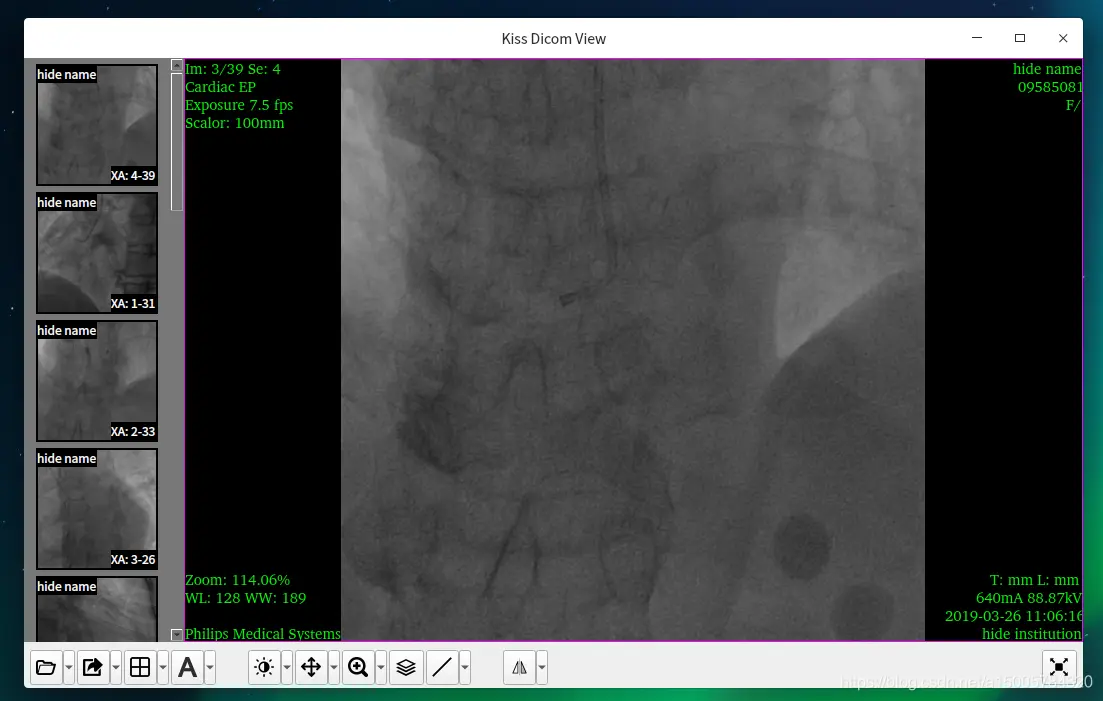 Kiss Dicom View
hide name
XA: 4-39
hide name
XA: 1-31
hide name
XA: 2-33
hide name
XA: 3-26
hide name
Im: 3/39 Se: 4
Cardiac EP
Exposure 7.5 fps
Scalor: 100mm
hide name
09585081
F/
Zoom: 114.06%
WL: 128 WW: 189
Philips Medical Systems
T: mm L: mm
640mA 88.87kV
2019-03-26 11:06:16
hide institution
A